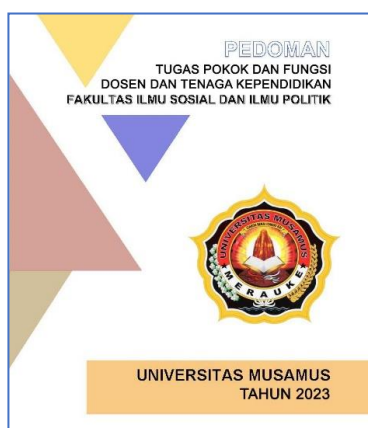 PEDOMAN
TUGAS POKOK DAN FUNGSI
DOSEN DAN TENAGA KEPENDIDIKAN
FAKULTAS ILMU SOSIAL DAN ILMU POLITIK
UNIVERSITAS MUSAMUS
MERAUKE
UNIVERSITAS MUSAMUS
TAHUN 2023